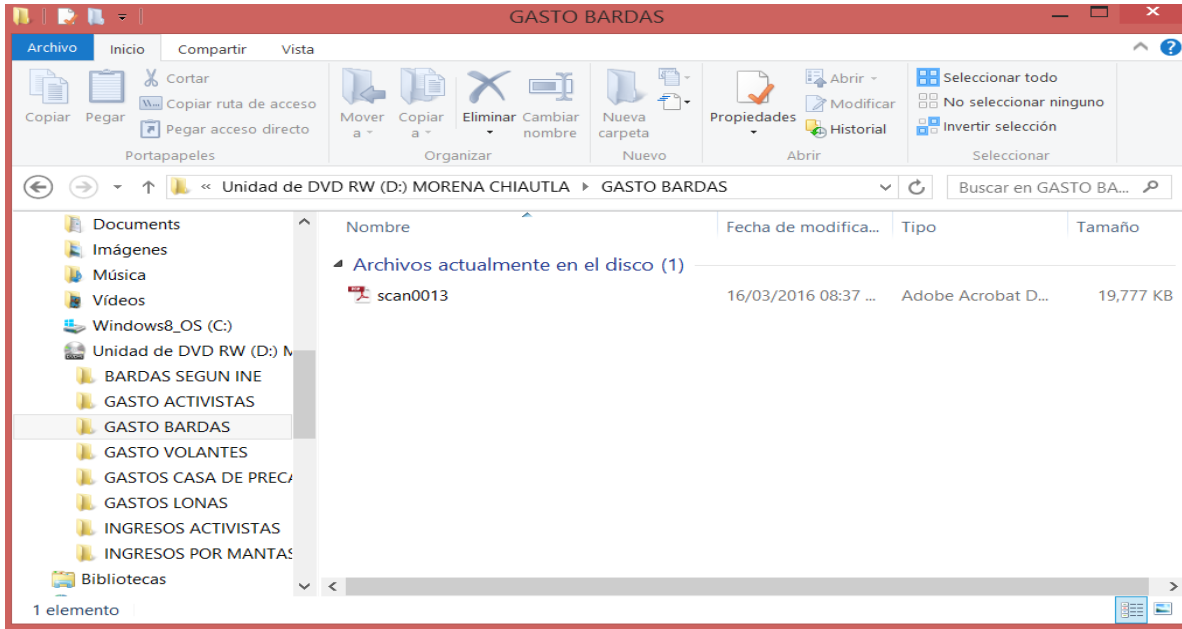 GASTO BARDAS
Archivo Inicio Compartir Vista
Copiar
Pegar
Cortar
Copiar ruta de acceso
Pegar acceso directo
Portapapeles
Mover a
Copiar a
Eliminar
Cambiar nombre
Organizar
Nueva carpeta
Nuevo
Propiedades
Abrir
Modificar
Historial
Abrir
Seleccionar todo
No seleccionar ninguno
Invertir selección
Seleccionar
« Unidad de DVD RW (D:) MORENA CHIAUTLA GASTO BARDAS
Buscar en GASTO BA...
Documents
Imágenes
Música
Vídeos
Windows8_OS (C:)
Unidad de DVD RW (D:) M
BARDAS SEGUN INE
GASTO ACTIVISTAS
GASTO BARDAS
GASTO VOLANTES
GASTOS CASA DE PRECA
GASTOS LONAS
INGRESOS ACTIVISTAS
INGRESOS POR MANTAS
Bibliotecas
Nombre Fecha de modifica... Tipo Tamaño
Archivos actualmente en el disco (1)
scan0013 16/03/2016 08:37 ... Adobe Acrobat D... 19,777 KB
1 elemento